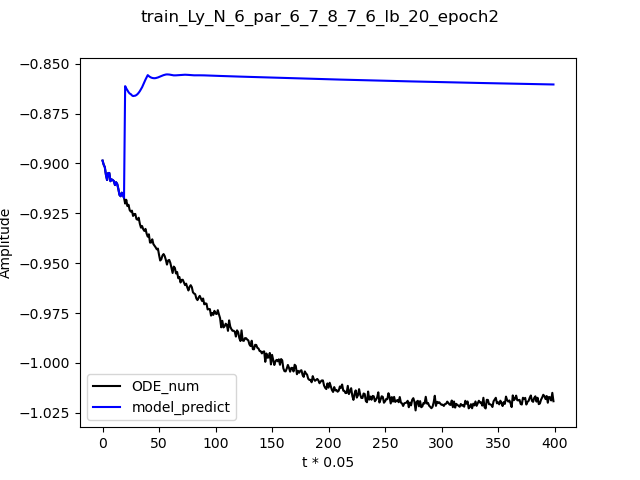 train_Ly_N_6_par_6_7_8_7_6_lb_20_epoch2
−0.850
−0.875
−0.900
−0.925
−0.950
−0.975
−1.000
−1.025
Amplitude
ODE_num
model_predict
0 50 100 150 200 250 300 350 400
t * 0.05